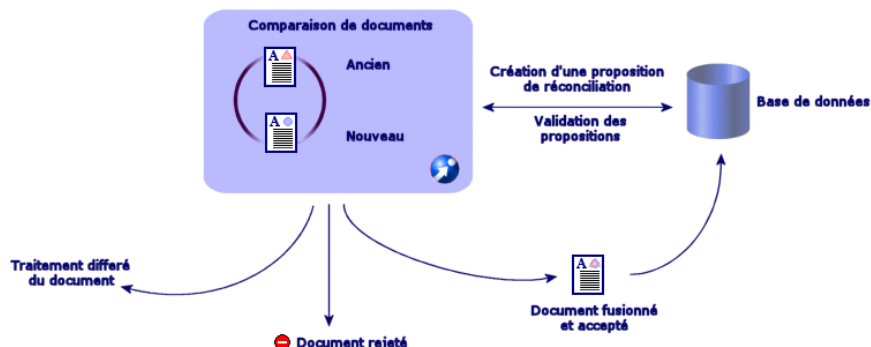 Comparaison de documents
Ancien
Nouveau
Création d'une proposition
de réconciliation
Validation des
propositions
Base de données
Traitement differé
du document
Document rejeté
Document fusionné
et accepté